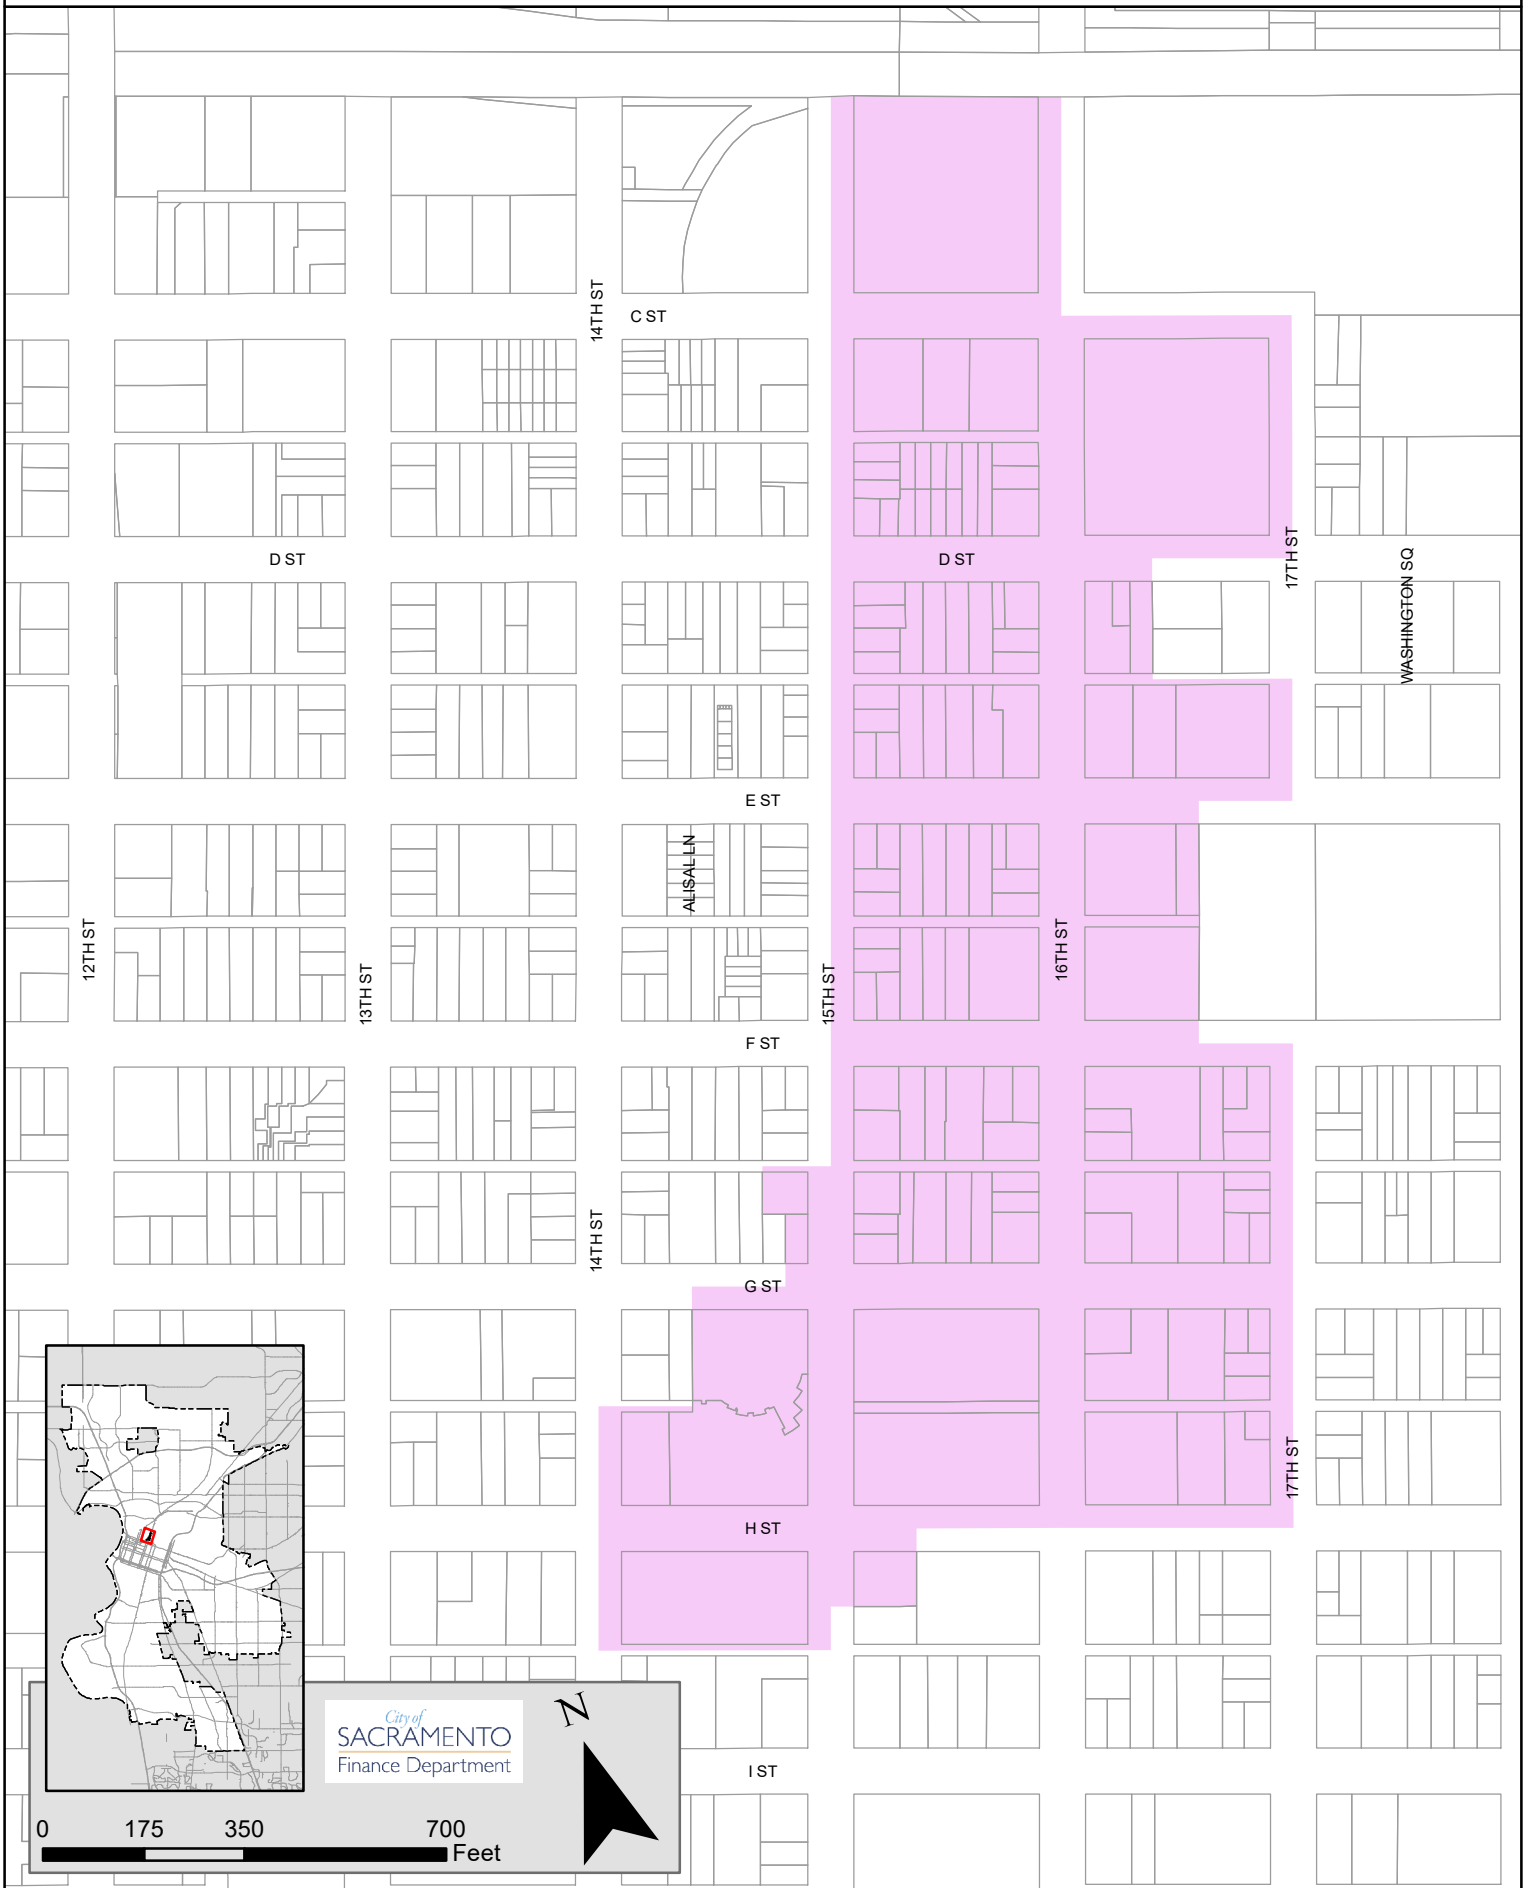 14TH ST
C ST
D ST
D ST
17TH ST
WASHINGTON SQ
E ST
ALISAL LN
12TH ST
13TH ST
15TH ST
16TH ST
F ST
14TH ST
G ST
17TH ST
H ST
I ST
City of
SACRAMENTO
Finance Department
N
0 175 350 700
Feet